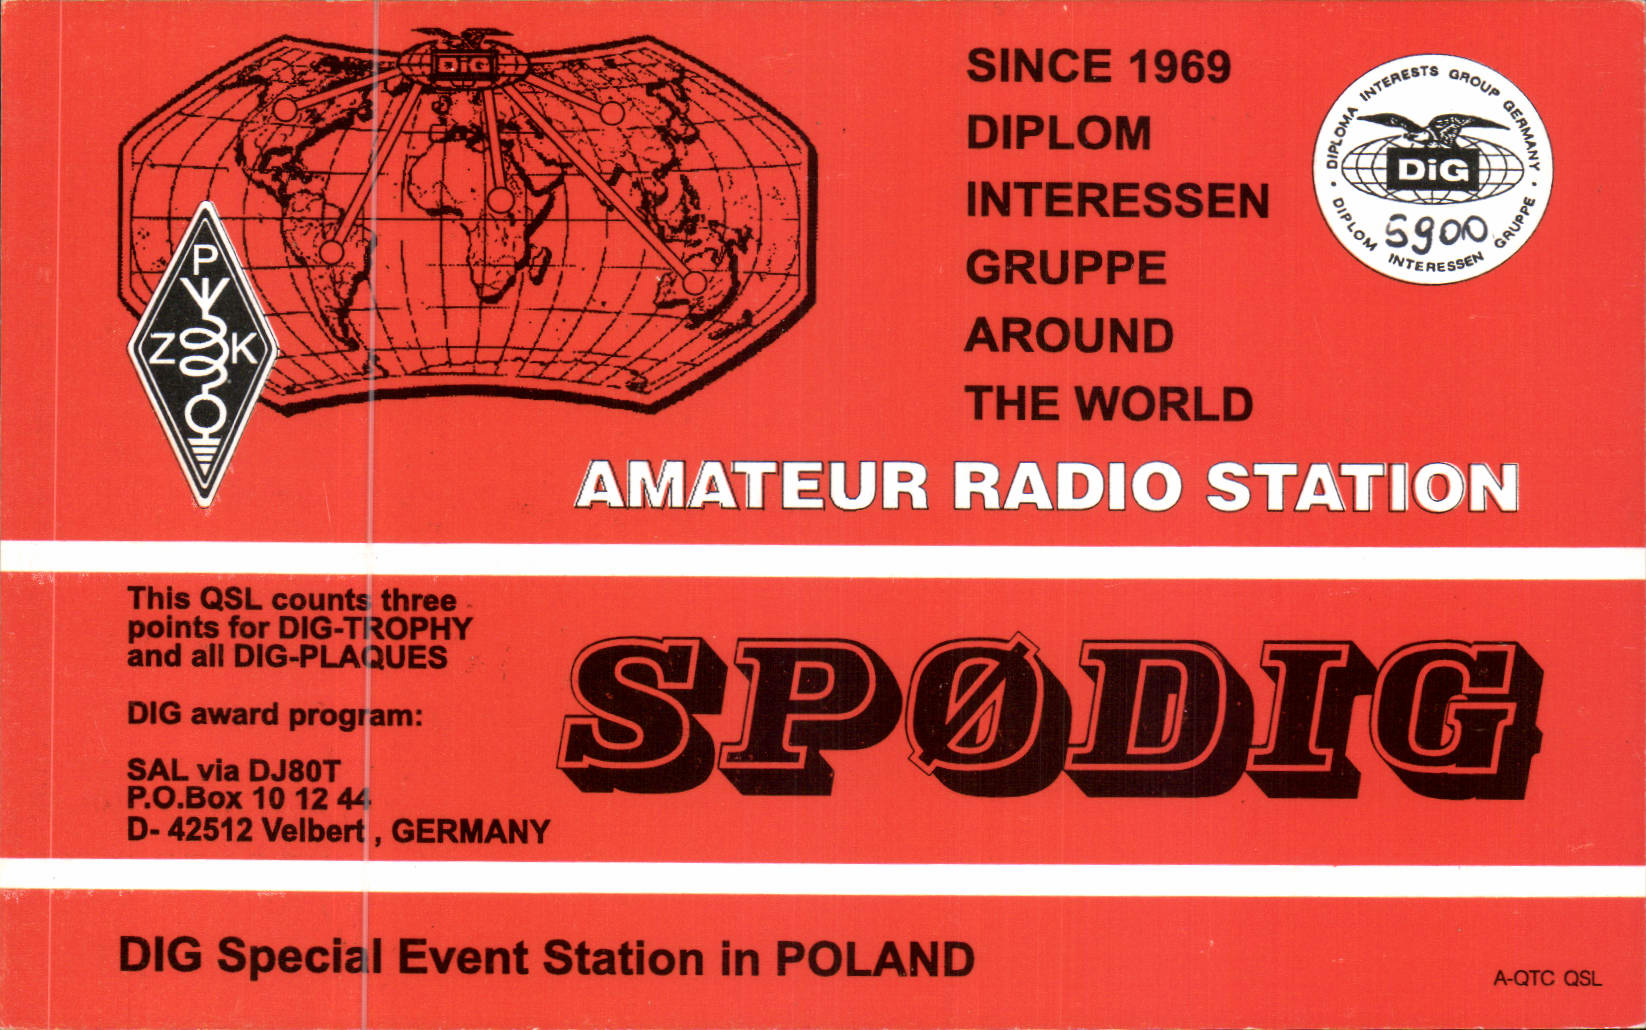 DiG
SINCE 1969
DIPLOM
INTERESSEN
GRUPPE
AROUND
THE WORLD
DIPLOMA INTERESTS GROUP GERMANY
DiG
5900
• DIPLOM INTERESSEN GRUPPE •
P
Z K
AMATEUR RADIO STATION
This QSL counts three
points for DIG-TROPHY
and all DIG-PLAQUES
DIG award program:
SAL via DJ8OT
P.O.Box 10 12 44
D- 42512 Velbert , GERMANY
SPØDIG
DIG Special Event Station in POLAND
A-QTC QSL